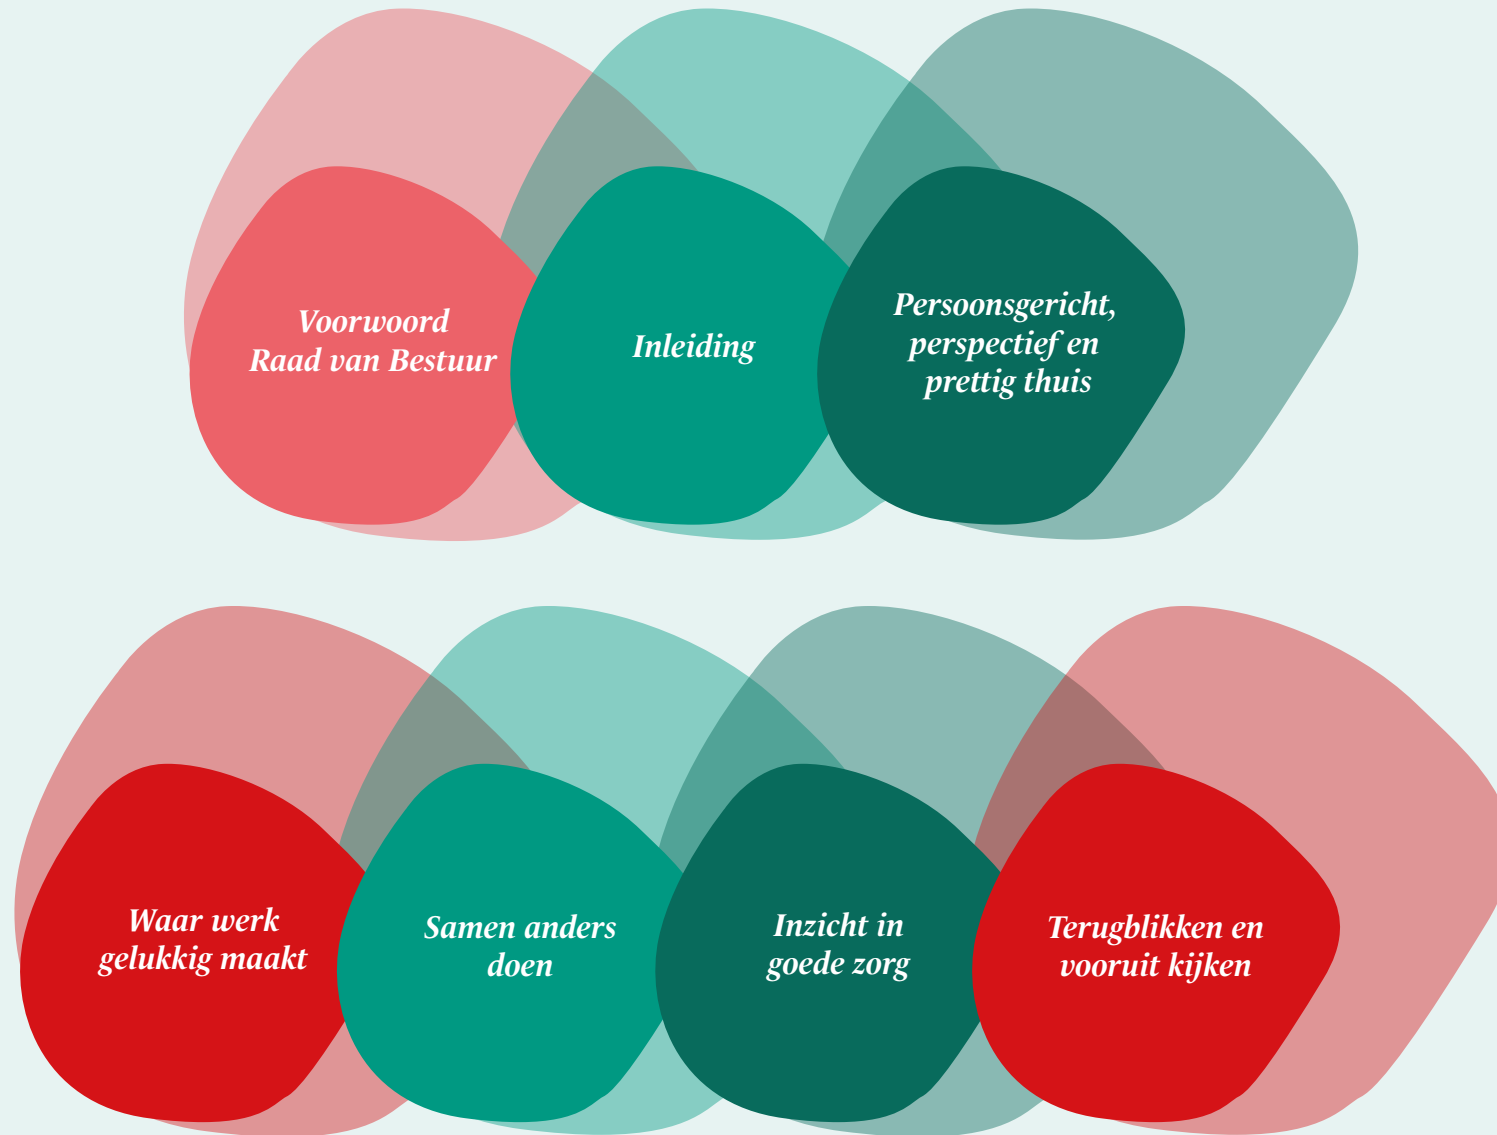 Voorwoord
Raad van Bestuur
Inleiding
Persoonsgericht,
perspectief en
prettig thuis
Waar werk
gelukkig maakt
Samen anders
doen
Inzicht in
goede zorg
Terugblikken en
vooruit kijken